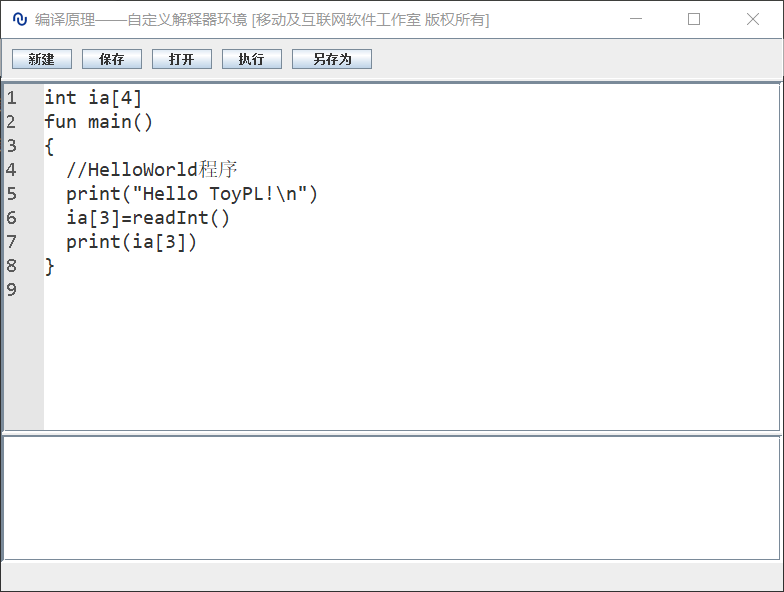 编译原理——自定义解释器环境 [移动及互联网软件工作室 版权所有]
新建 保存 打开 执行 另存为
1 int ia[4]
2 fun main()
3 {
4   //HelloWorld程序
5   print("Hello ToyPL!\n")
6   ia[3]=readInt()
7   print(ia[3])
8 }
9